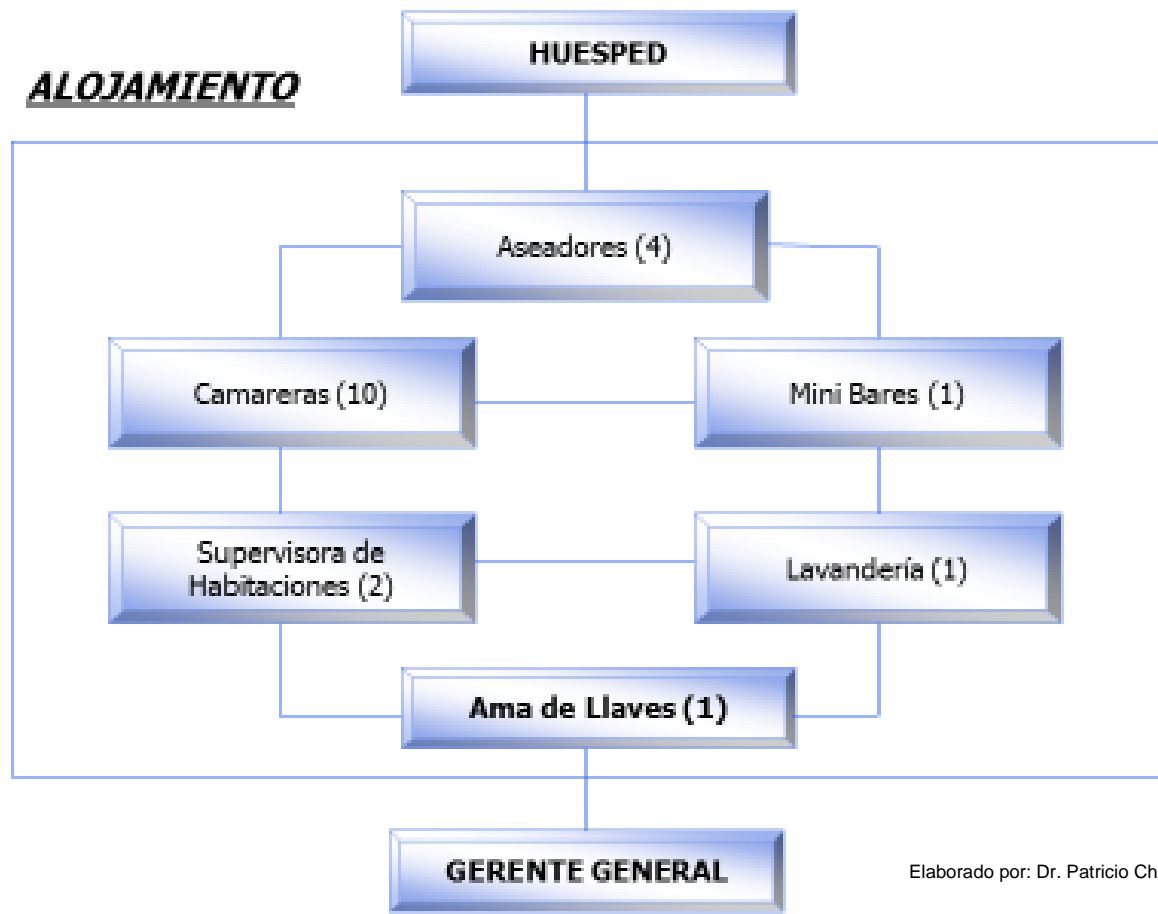 HUESPED
ALOJAMIENTO
Aseadores (4)
Camareras (10)
Mini Bares (1)
Supervisora de
Habitaciones (2)
Lavandería (1)
Ama de Llaves (1)
GERENTE GENERAL
Elaborado por: Dr. Patricio Ch